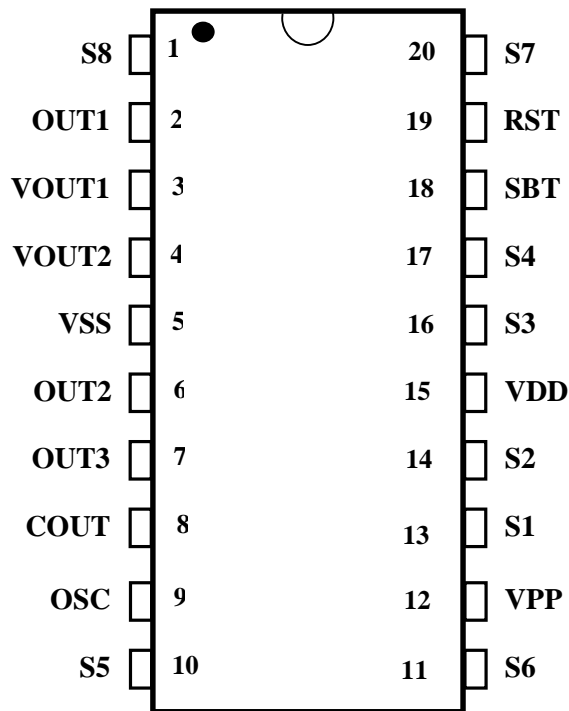 S8 1 20 S7
OUT1 2 19 RST
VOUT1 3 18 SBT
VOUT2 4 17 S4
VSS 5 16 S3
OUT2 6 15 VDD
OUT3 7 14 S2
COUT 8 13 S1
OSC 9 12 VPP
S5 10 11 S6